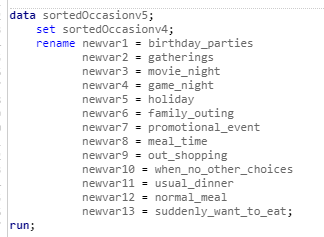 data sortedOccasionv5;
set sortedOccasionv4;
rename newvar1 = birthday_parties
newvar2 = gatherings
newvar3 = movie_night
newvar4 = game_night
newvar5 = holiday
newvar6 = family_outing
newvar7 = promotional_event
newvar8 = meal_time
newvar9 = out_shopping
newvar10 = when_no_other_choices
newvar11 = usual_dinner
newvar12 = normal_meal
newvar13 = suddenly_want_to_eat;
run;